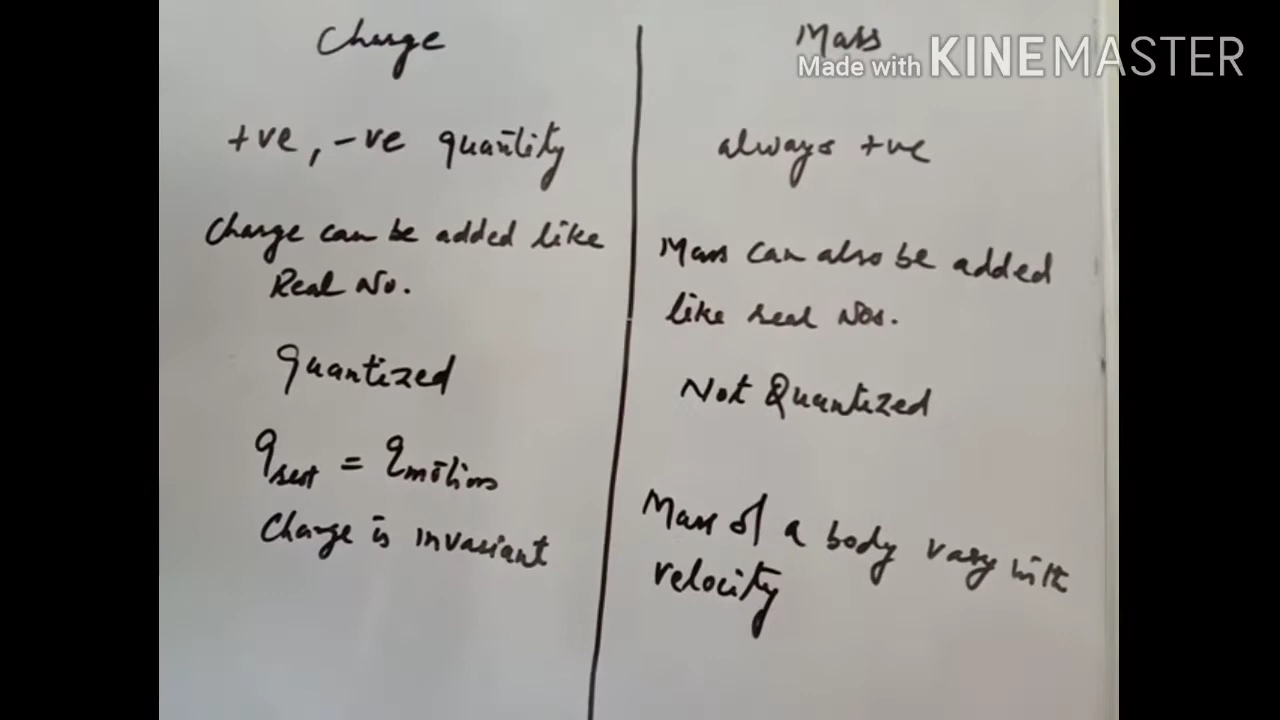 Charge
+ve, -ve quantity
Charge can be added like
Real No.
Quantized
q rest = q motion
Charge is invariant
Mass
Made with KINEMASTER
always +ve
Mass can also be added
like real Nos.
Not Quantized
Mass of a body vary with
velocity